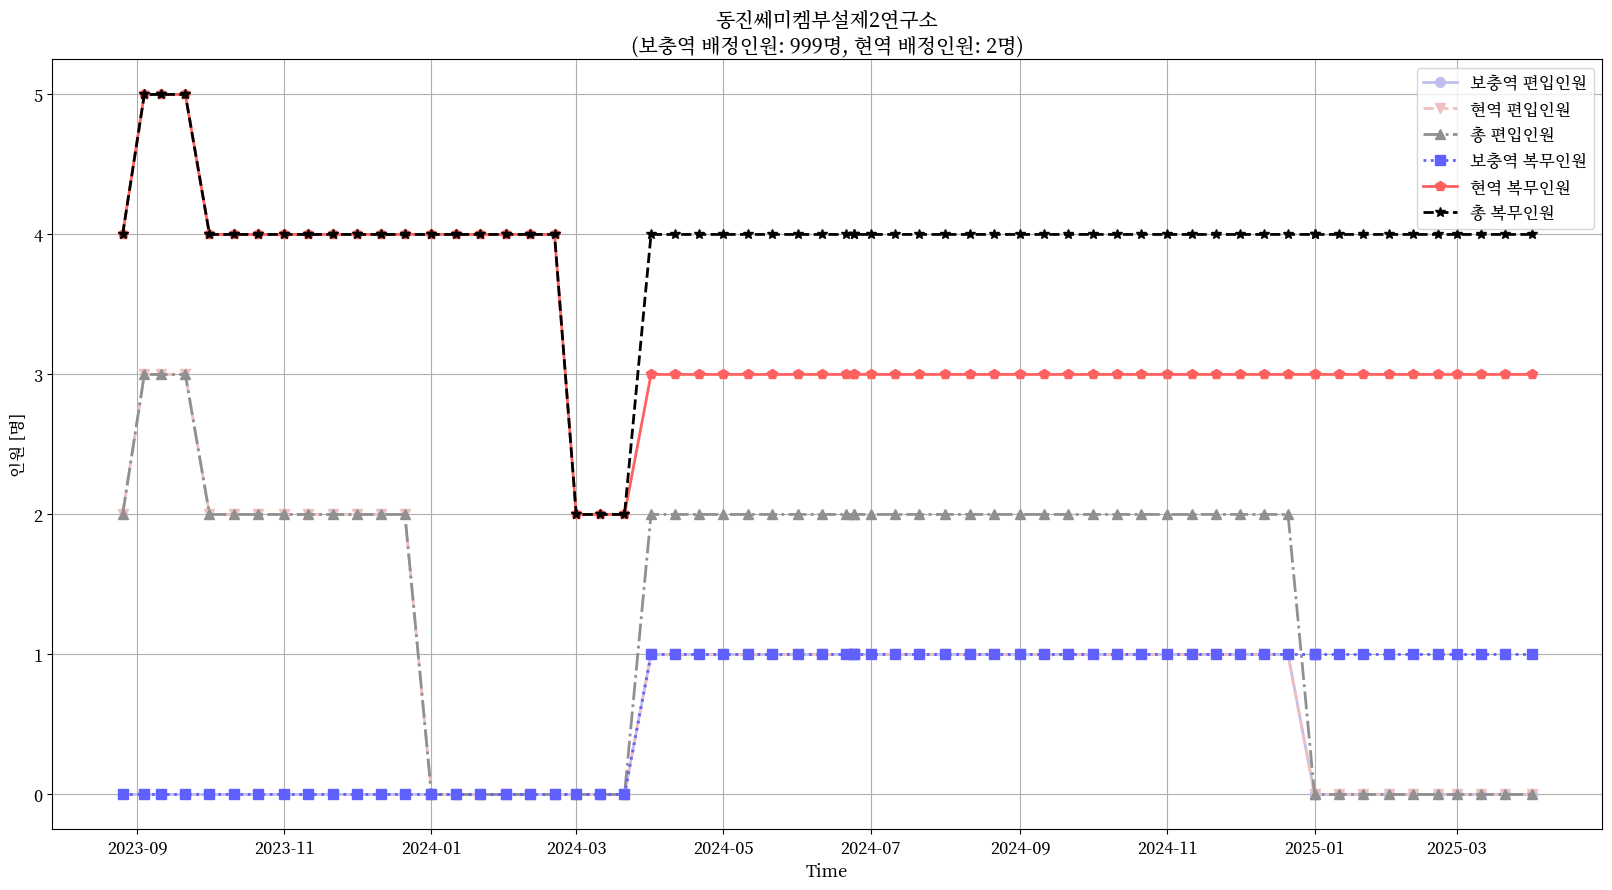 동진쎄미켐부설제2연구소
(보충역 배정인원: 999명, 현역 배정인원: 2명)
보충역 편입인원
현역 편입인원
총 편입인원
보충역 복무인원
현역 복무인원
총 복무인원
인원 [명]
5
4
3
2
1
0
2023-09 2023-11 2024-01 2024-03 2024-05 2024-07 2024-09 2024-11 2025-01 2025-03
Time